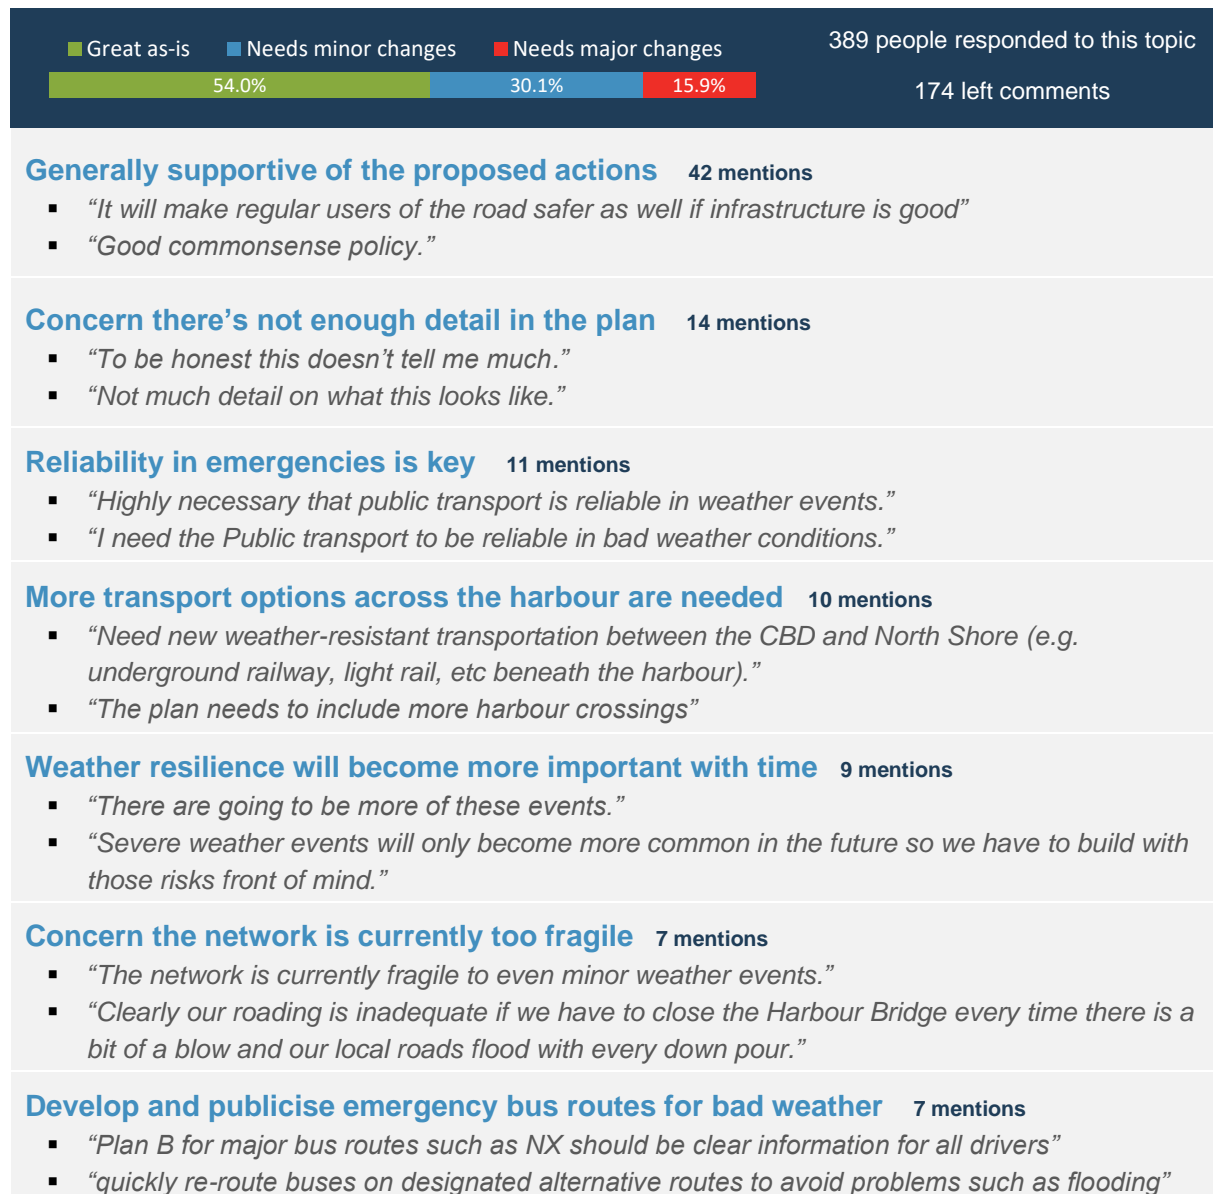 Great as-is Needs minor changes Needs major changes
54.0% 30.1% 15.9%
389 people responded to this topic
174 left comments
Generally supportive of the proposed actions 42 mentions
▪ “It will make regular users of the road safer as well if infrastructure is good”
▪ “Good commonsense policy.”
Concern there’s not enough detail in the plan 14 mentions
▪ “To be honest this doesn’t tell me much.”
▪ “Not much detail on what this looks like.”
Reliability in emergencies is key 11 mentions
▪ “Highly necessary that public transport is reliable in weather events.”
▪ “I need the Public transport to be reliable in bad weather conditions.”
More transport options across the harbour are needed 10 mentions
▪ “Need new weather-resistant transportation between the CBD and North Shore (e.g.
underground railway, light rail, etc beneath the harbour).”
▪ “The plan needs to include more harbour crossings”
Weather resilience will become more important with time 9 mentions
▪ “There are going to be more of these events.”
▪ “Severe weather events will only become more common in the future so we have to build with
those risks front of mind.”
Concern the network is currently too fragile 7 mentions
▪ “The network is currently fragile to even minor weather events.”
▪ “Clearly our roading is inadequate if we have to close the Harbour Bridge every time there is a
bit of a blow and our local roads flood with every down pour.”
Develop and publicise emergency bus routes for bad weather 7 mentions
▪ “Plan B for major bus routes such as NX should be clear information for all drivers”
▪ “quickly re-route buses on designated alternative routes to avoid problems such as flooding”